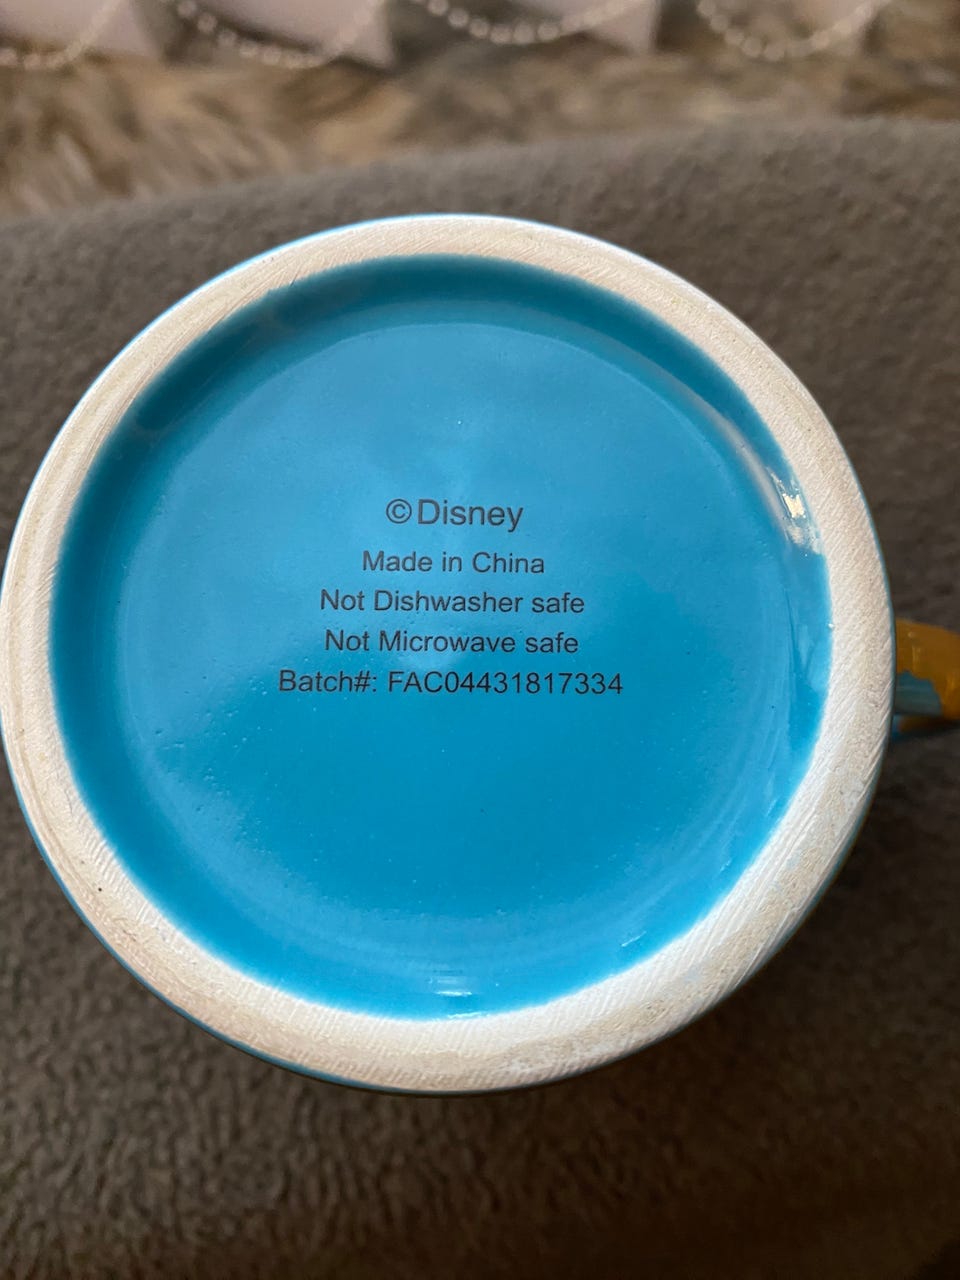 ©Disney
Made in China
Not Dishwasher safe
Not Microwave safe
Batch#: FAC04431817334